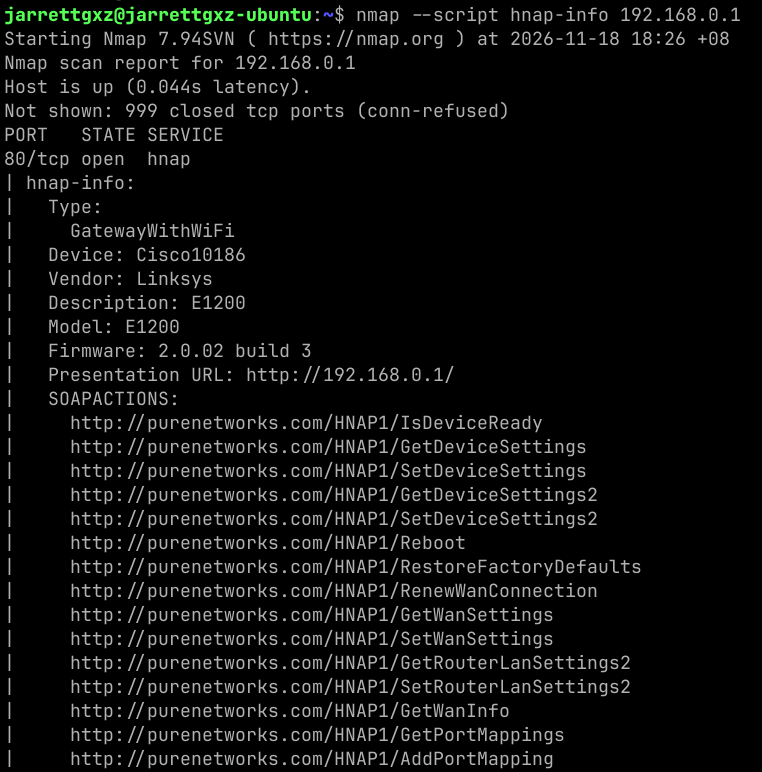 jarrettgxz@jarrettgxz-ubuntu:~$ nmap --script hnap-info 192.168.0.1
Starting Nmap 7.94SVN ( https://nmap.org ) at 2026-11-18 18:26 +08
Nmap scan report for 192.168.0.1
Host is up (0.044s latency).
Not shown: 999 closed tcp ports (conn-refused)
PORT   STATE SERVICE
80/tcp open  hnap
| hnap-info:
|   Type:
|     GatewayWithWiFi
|   Device: Cisco10186
|   Vendor: Linksys
|   Description: E1200
|   Model: E1200
|   Firmware: 2.0.02 build 3
|   Presentation URL: http://192.168.0.1/
|   SOAPACTIONS:
|     http://purenetworks.com/HNAP1/IsDeviceReady
|     http://purenetworks.com/HNAP1/GetDeviceSettings
|     http://purenetworks.com/HNAP1/SetDeviceSettings
|     http://purenetworks.com/HNAP1/GetDeviceSettings2
|     http://purenetworks.com/HNAP1/SetDeviceSettings2
|     http://purenetworks.com/HNAP1/Reboot
|     http://purenetworks.com/HNAP1/RestoreFactoryDefaults
|     http://purenetworks.com/HNAP1/RenewWanConnection
|     http://purenetworks.com/HNAP1/GetWanSettings
|     http://purenetworks.com/HNAP1/SetWanSettings
|     http://purenetworks.com/HNAP1/GetRouterLanSettings2
|     http://purenetworks.com/HNAP1/SetRouterLanSettings2
|     http://purenetworks.com/HNAP1/GetWanInfo
|     http://purenetworks.com/HNAP1/GetPortMappings
|     http://purenetworks.com/HNAP1/AddPortMapping